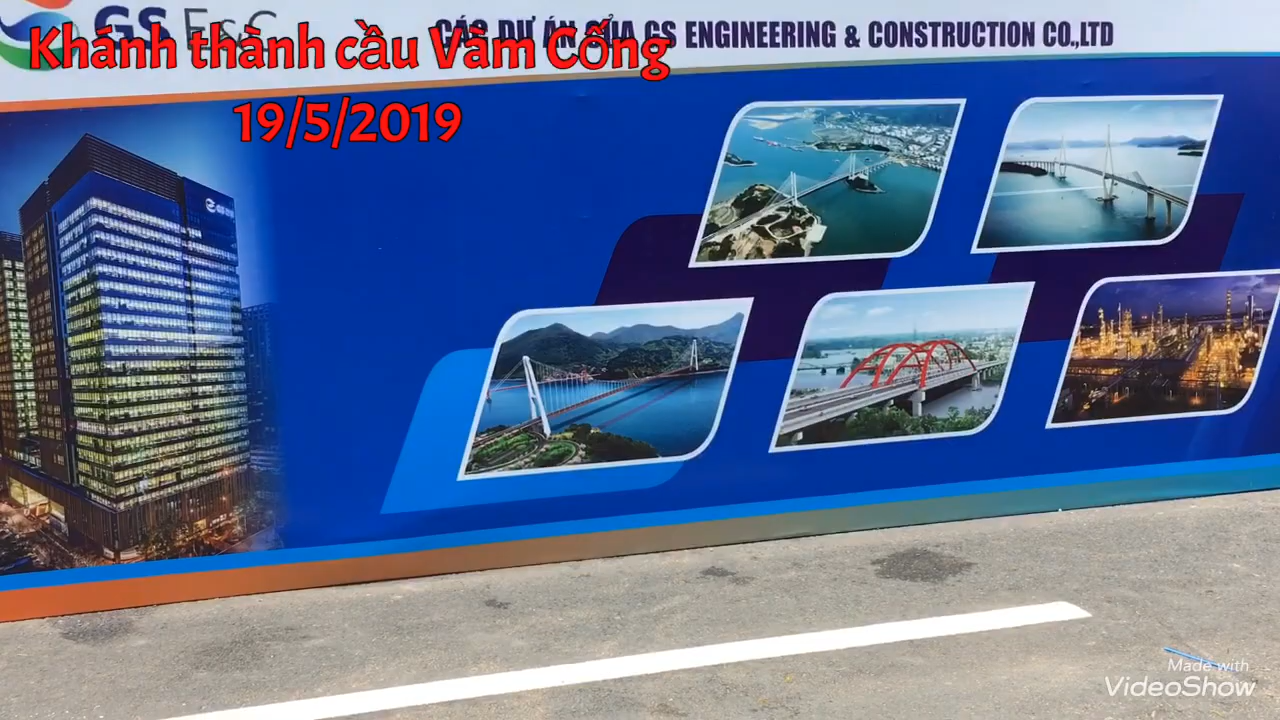 GS E&C
CÁC DỰ ÁN CỦA GS ENGINEERING & CONSTRUCTION CO.,LTD
Khánh thành cầu Vàm Cống
19/5/2019
Made with
VideoShow